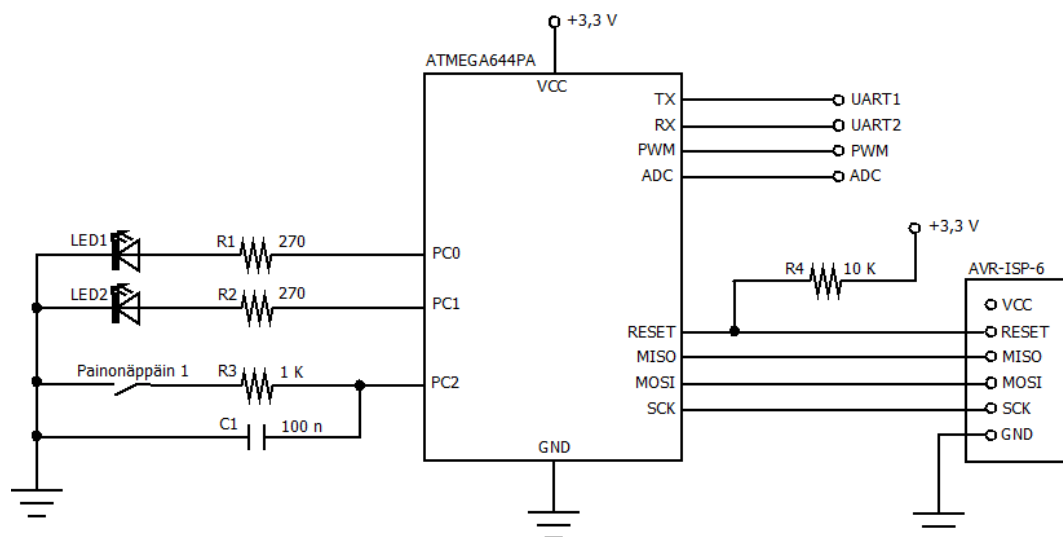 +3,3 V
ATMEGA644PA
VCC
TX
UART1
RX
UART2
PWM
PWM
ADC
ADC
+3,3 V
LED1
R1
270
PC0
R4
10 K
AVR-ISP-6
LED2
R2
270
PC1
VCC
RESET
RESET
MISO
MISO
Painonäppäin 1
R3
1 K
PC2
MOSI
MOSI
SCK
SCK
C1
100 n
GND
GND